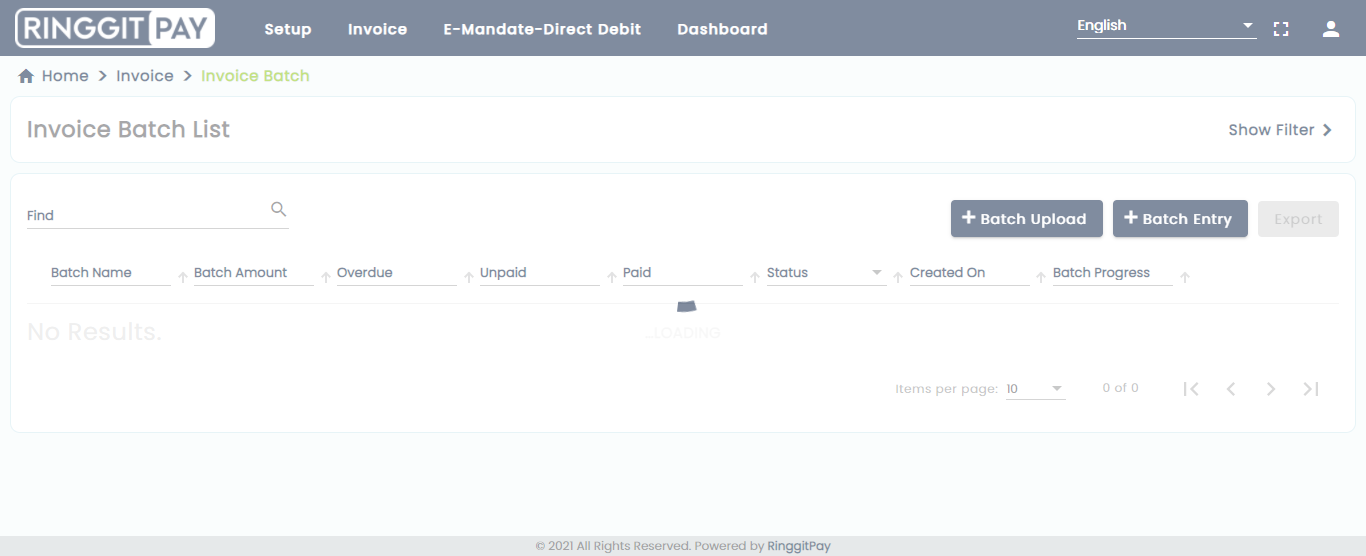 RINGGIT PAY Setup Invoice E-Mandate-Direct Debit Dashboard English
Home Invoice Invoice Batch
Invoice Batch List Show Filter
Find Batch Upload Batch Entry Export
Batch Name Batch Amount Overdue Unpaid Paid Status Created On Batch Progress
No Results. ...LOADING
Items per page: 10 0 of 0
© 2021 All Rights Reserved. Powered by RinggitPay